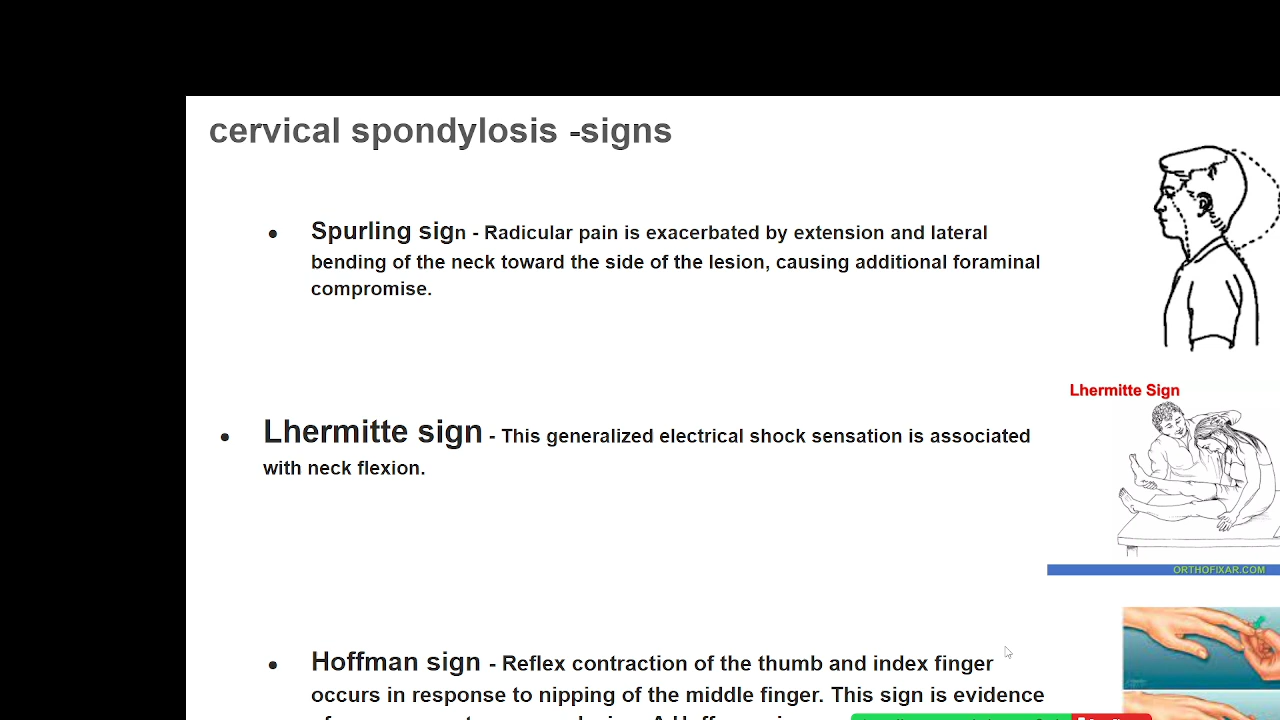 cervical spondylosis -signs
● Spurling sign - Radicular pain is exacerbated by extension and lateral
bending of the neck toward the side of the lesion, causing additional foraminal
compromise.
Lhermitte Sign
● Lhermitte sign - This generalized electrical shock sensation is associated
with neck flexion.
ORTHOFIXAR.COM
● Hoffman sign - Reflex contraction of the thumb and index finger
occurs in response to nipping of the middle finger. This sign is evidence